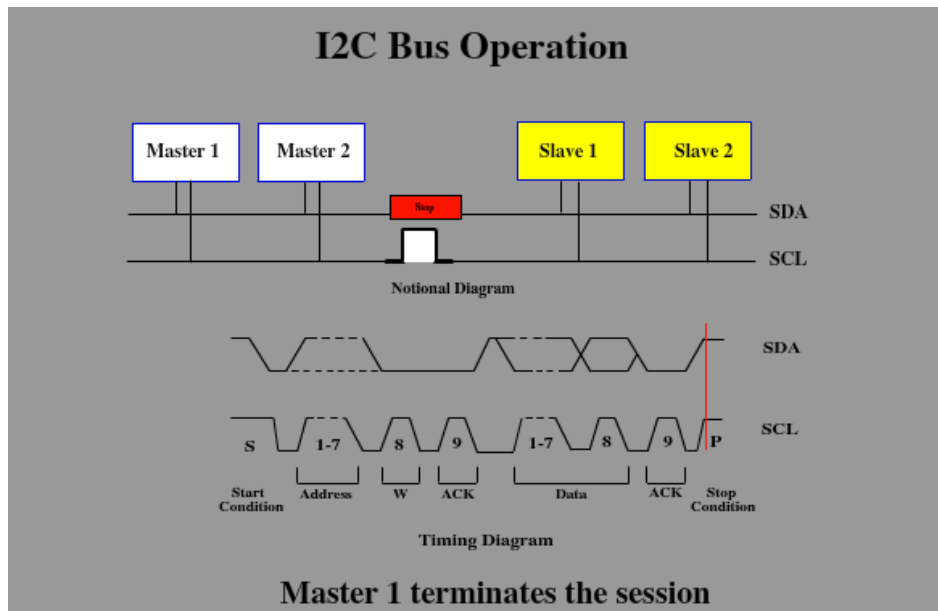 I2C Bus Operation
Master 1 Master 2 Slave 1 Slave 2
Stop
SDA
SCL
Notional Diagram
SDA
SCL
S 1-7 8 9 1-7 8 9 P
Start Condition Address W ACK Data ACK Stop Condition
Timing Diagram
Master 1 terminates the session